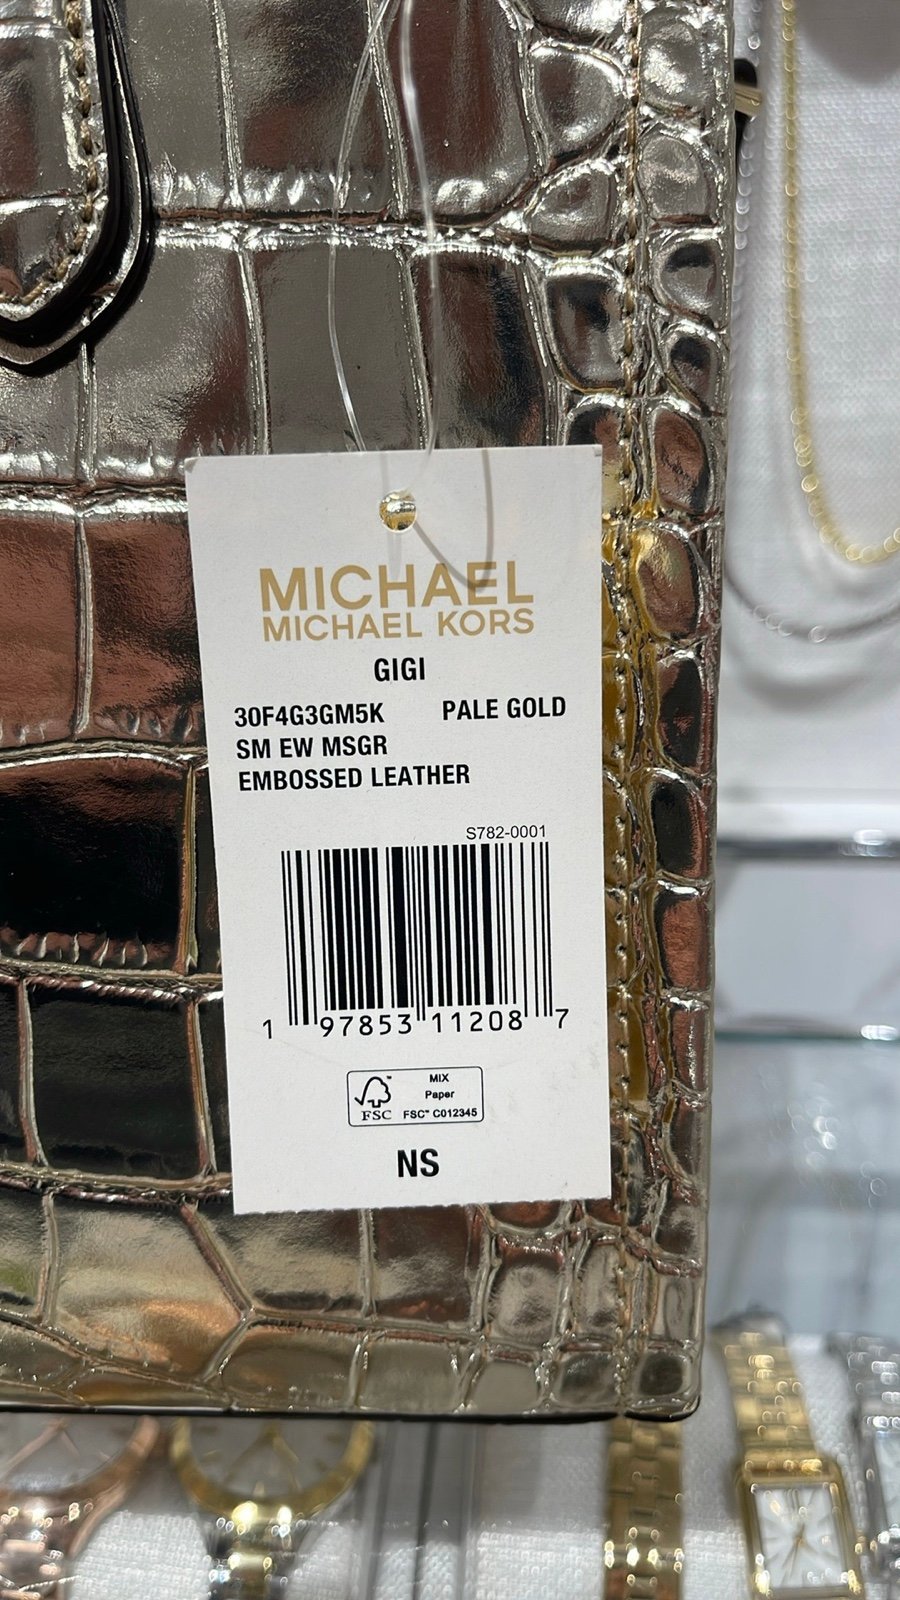 MICHAEL
MICHAEL KORS
GIGI
30F4G3GM5K PALE GOLD
SM EW MSGR
EMBOSSED LEATHER
S782-0001
1 97853 11208 7
FSC
MIX
Paper
FSC™ C012345
NS